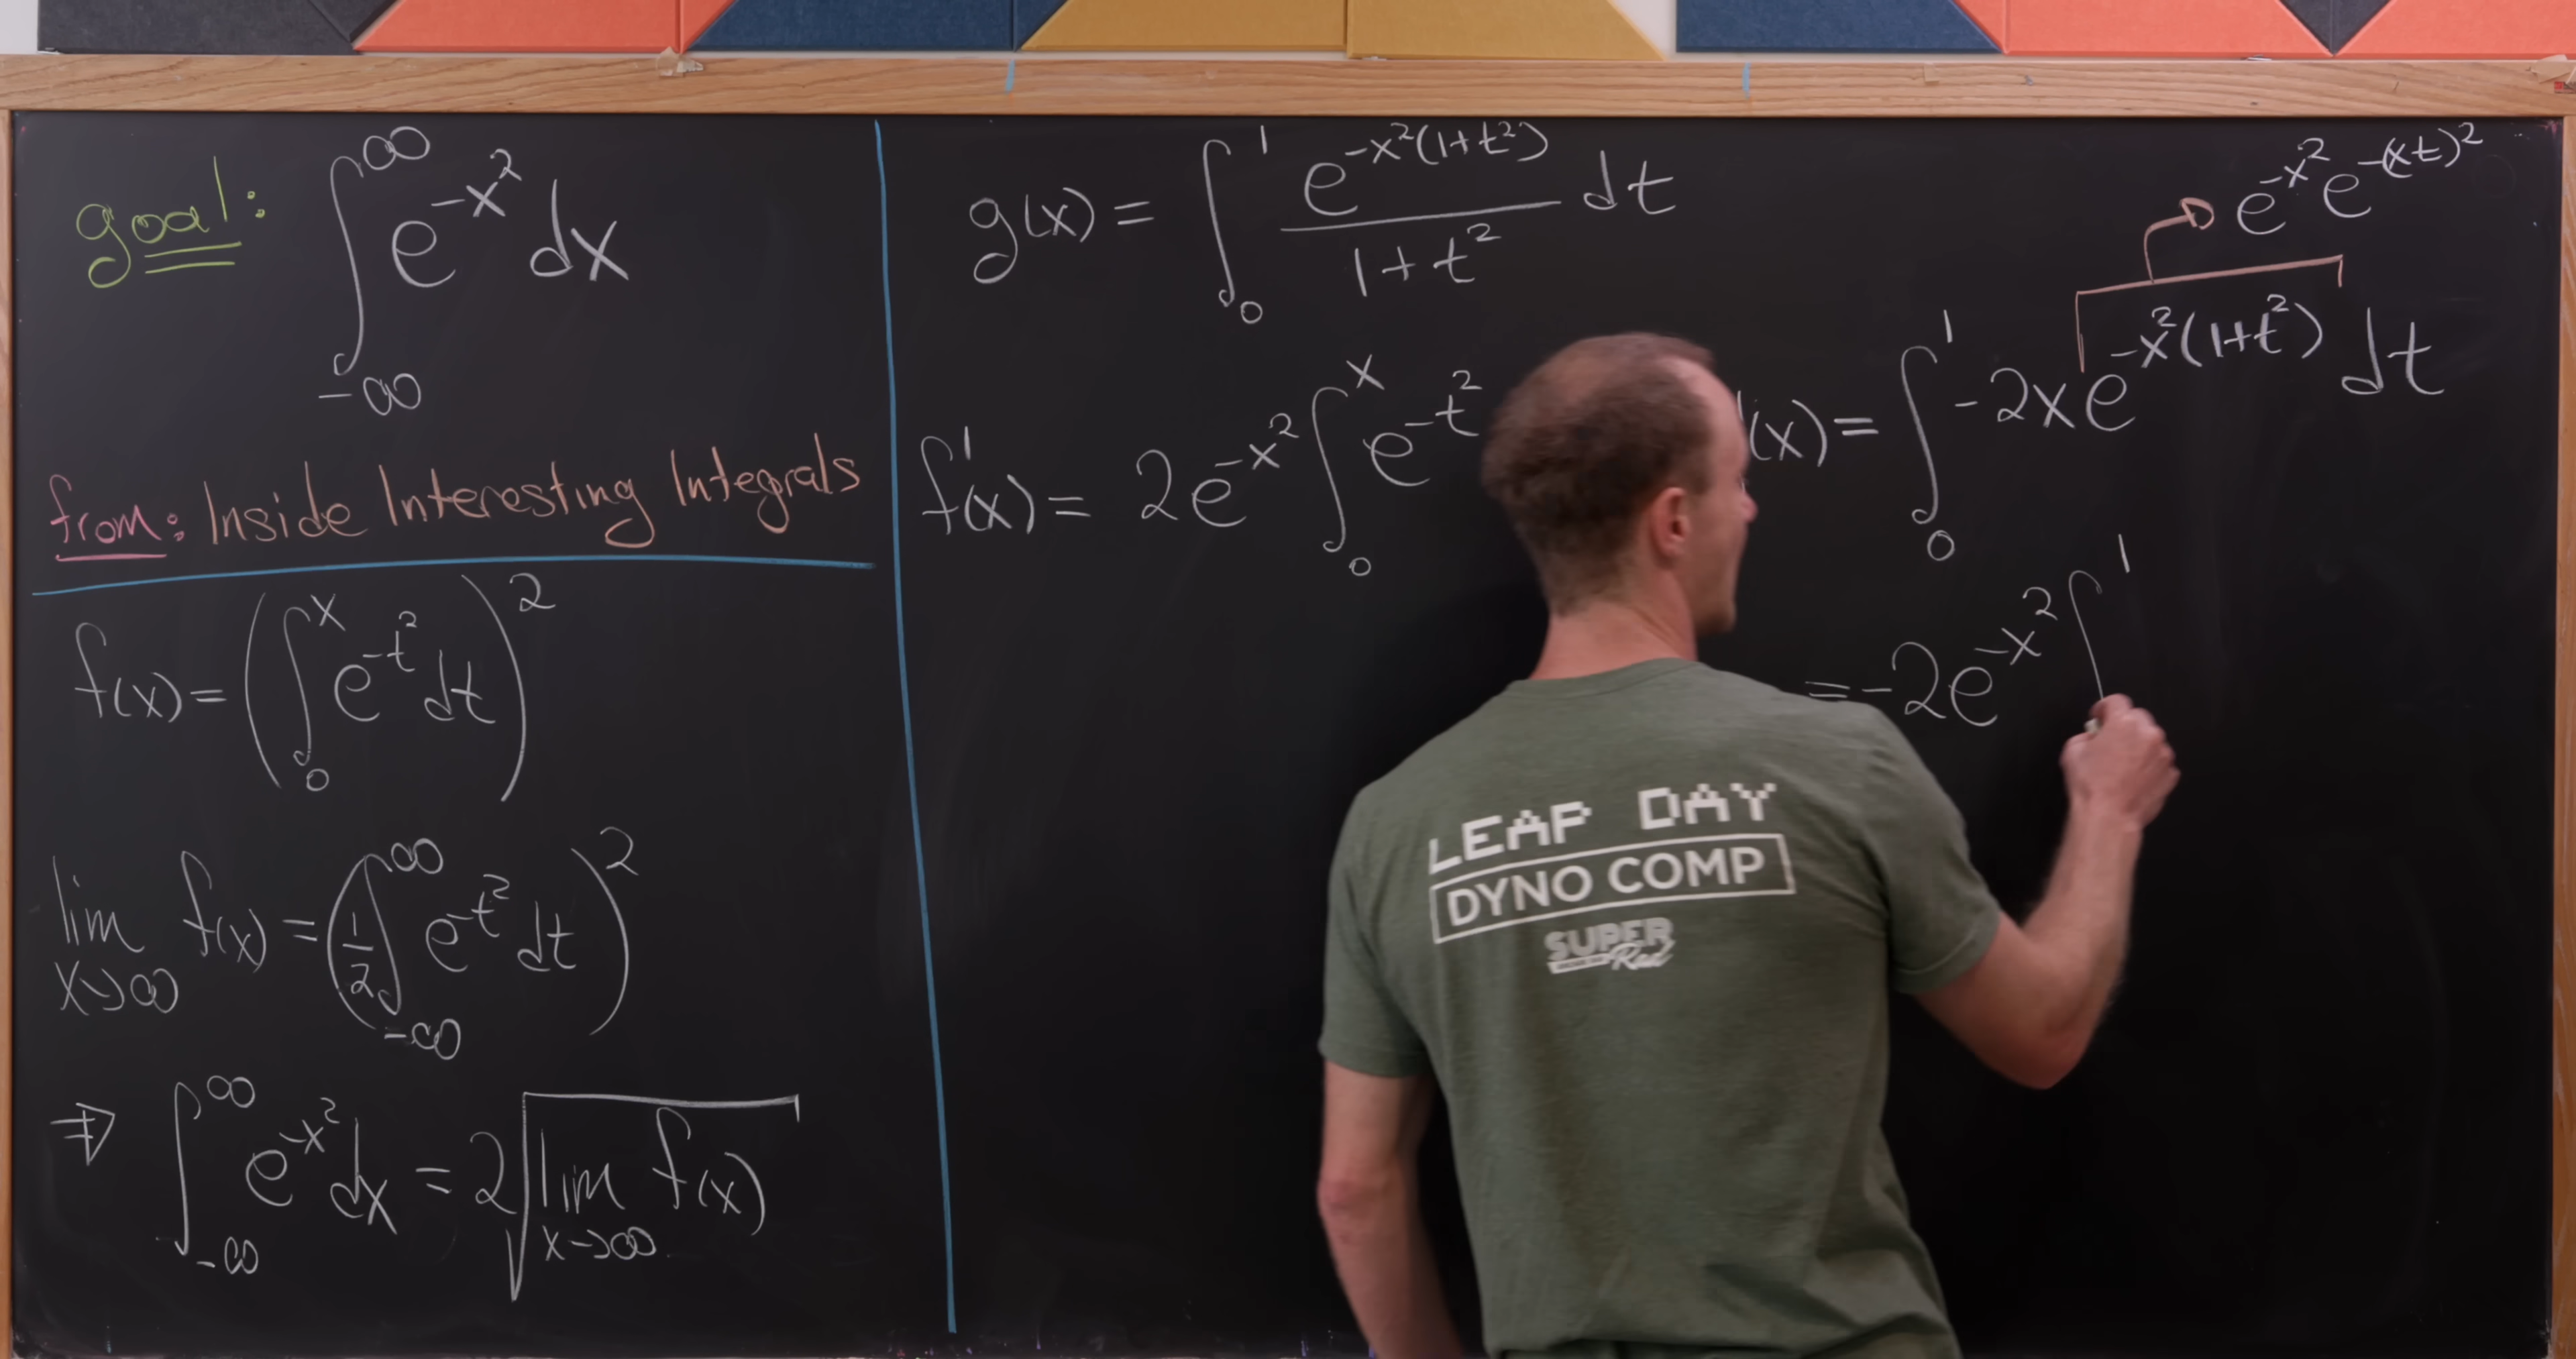 goal: ∫_{-∞}^{∞} e^{-x²} dx
from: Inside Interesting Integrals
f(x) = (∫_0^x e^{-t²} dt)²
lim_{x→∞} f(x) = (1/2 ∫_{-∞}^{∞} e^{-t²} dt)²
⇒ ∫_{-∞}^{∞} e^{-x²} dx = 2√(lim_{x→∞} f(x))
g(x) = ∫_0^1 e^{-x²(1+t²)}/(1+t²) dt
f'(x) = 2e^{-x²} ∫_0^x e^{-t²}
e^{-x²} e^{-(xt)²}
'(x) = ∫_0^1 -2x e^{-x²(1+t²)} dt
= -2e^{-x²} ∫^1
LEAP DAY
DYNO COMP
SUPER
Rad